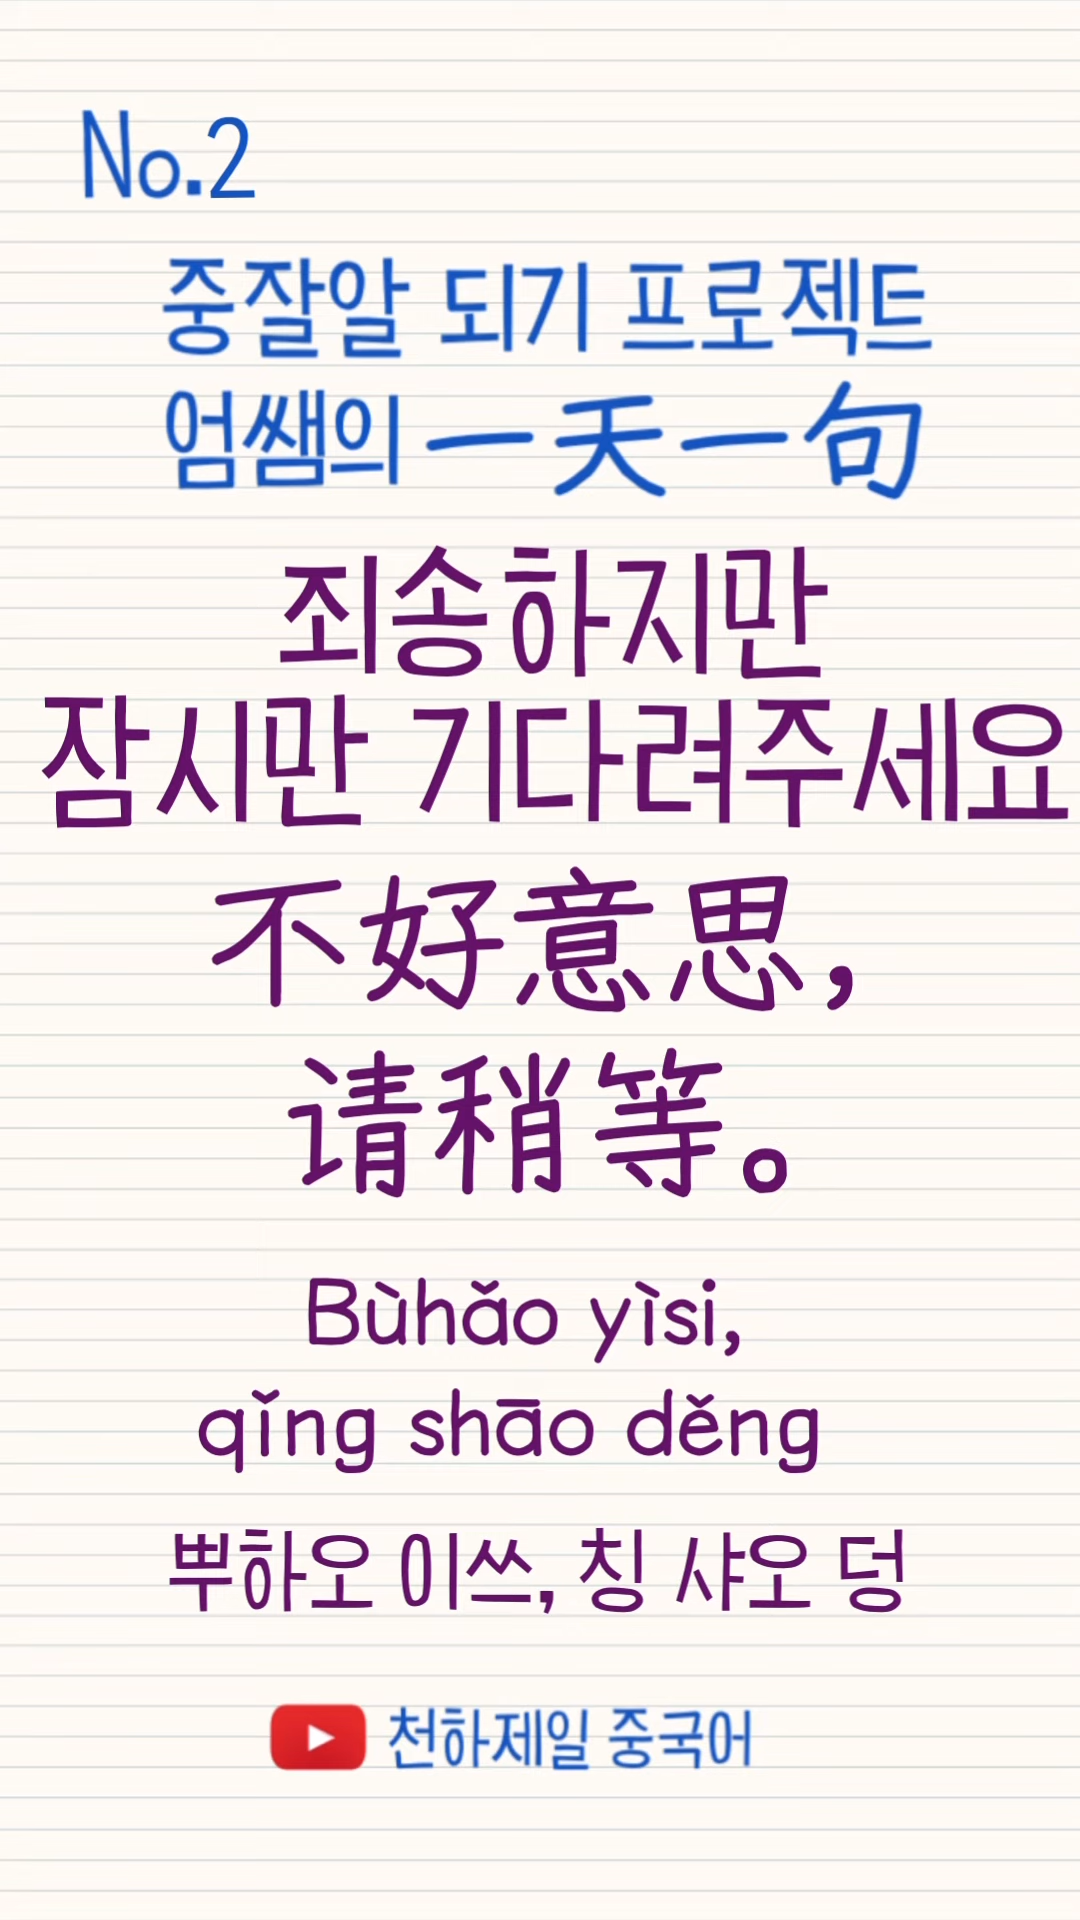 No.2
중잘알 되기 프로젝트
엄쌤의 一天一句
죄송하지만
잠시만 기다려주세요
不好意思,
请稍等。
Bùhǎo yìsi,
qǐng shāo děng
뿌하오 이쓰, 칭 샤오 덩
천하제일 중국어